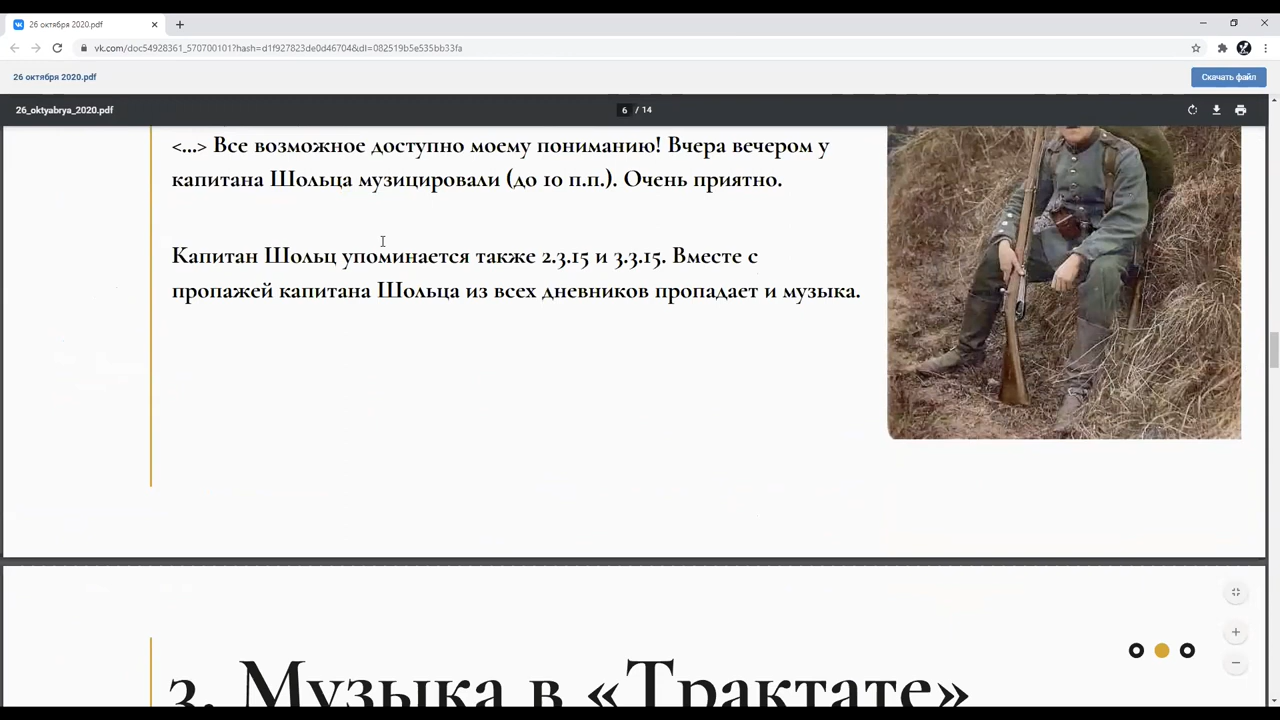 26 октября 2020.pdf
vk.com/doc54928361_570700101?hash=d1f927823de0d46704&dl=082519b5e535bb33fa
26 октября 2020.pdf
Скачать файл
26_oktyabrya_2020.pdf
6 / 14
<...> Все возможное доступно моему пониманию! Вчера вечером у
капитана Шольца музицировали (до 10 п.п.). Очень приятно.
Капитан Шольц упоминается также 2.3.15 и 3.3.15. Вместе с
пропажей капитана Шольца из всех дневников пропадает и музыка.
3. Музыка в «Трактате»